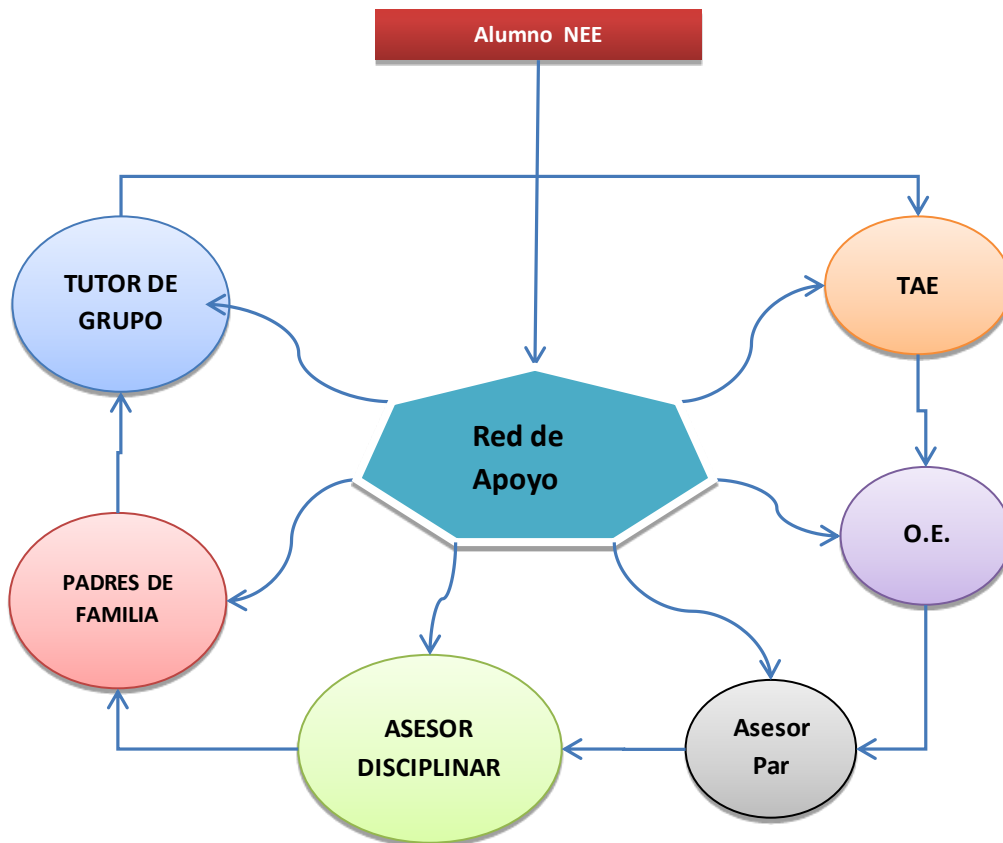 Alumno NEE
TUTOR DE
GRUPO
TAE
Red de
Apoyo
O.E.
PADRES DE
FAMILIA
ASESOR
DISCIPLINAR
Asesor
Par